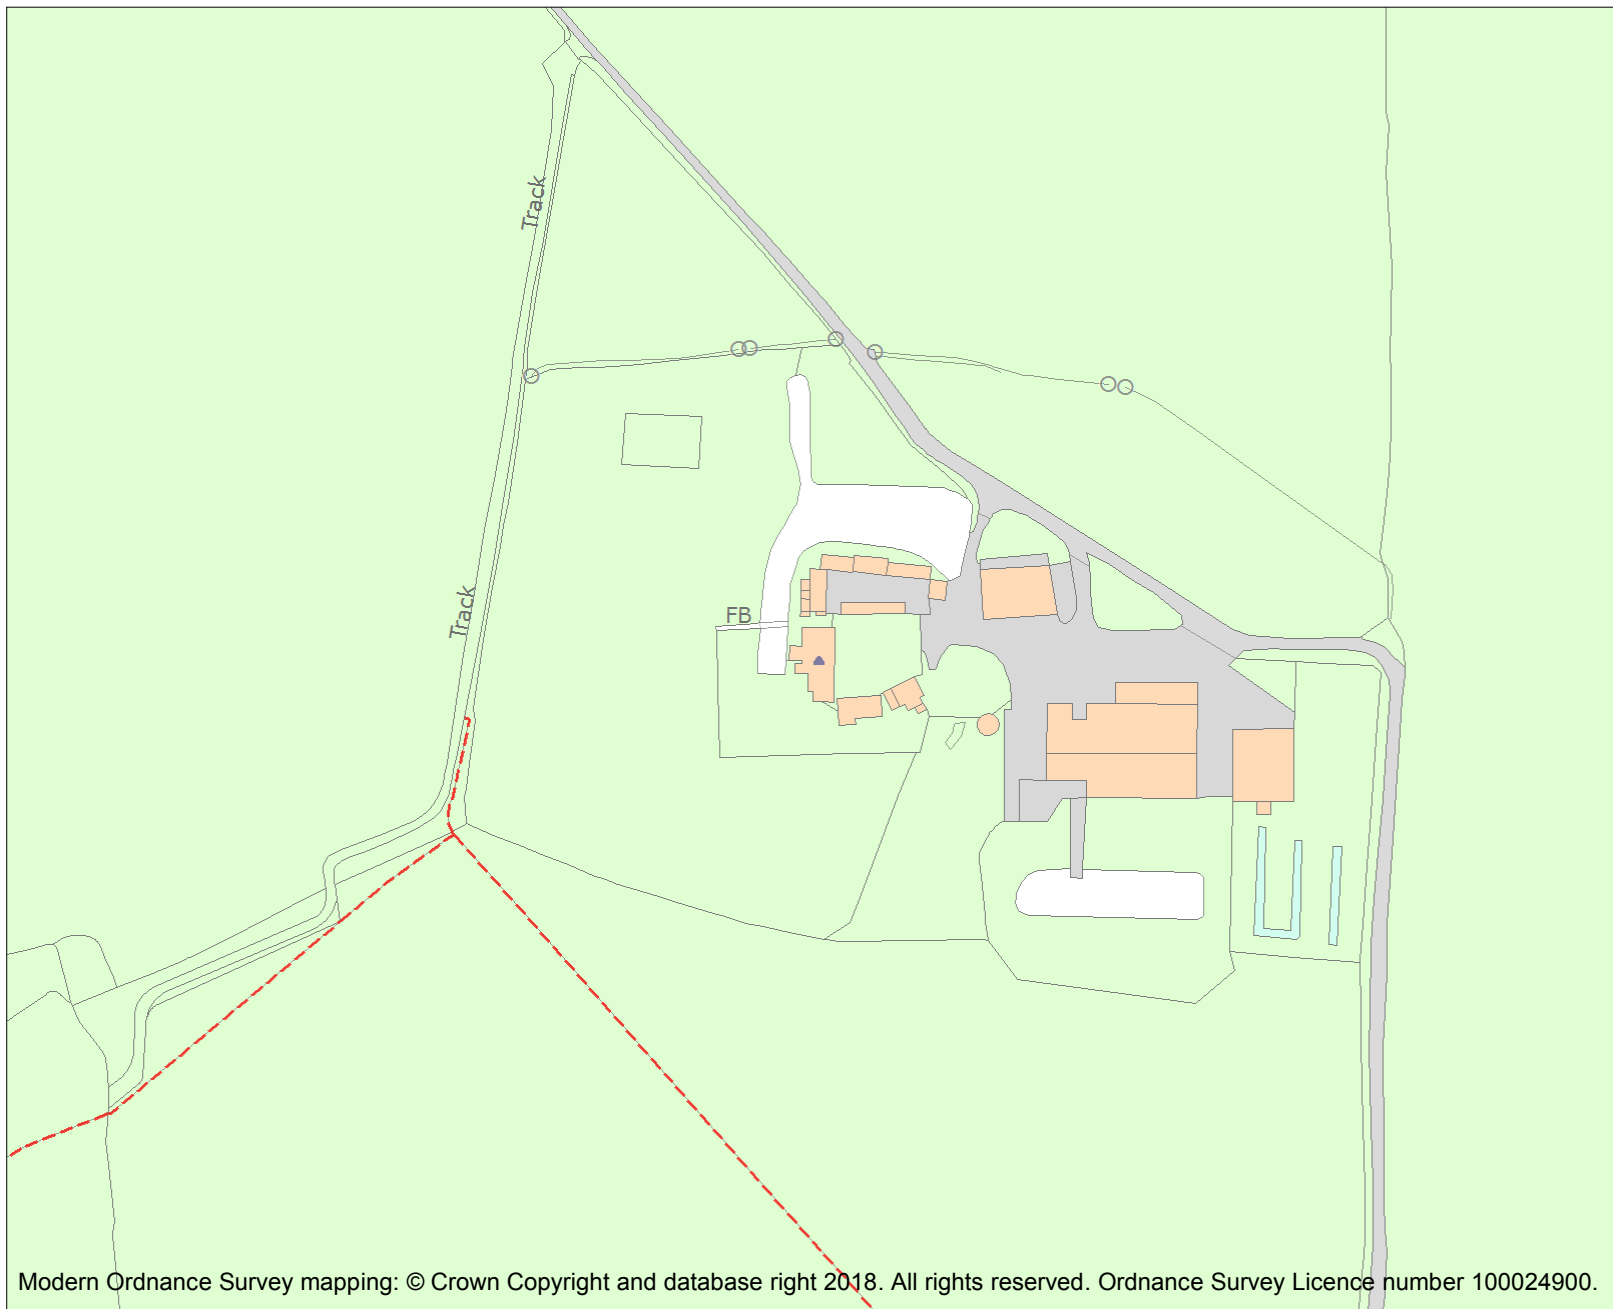 Track
Track
FB
Modern Ordnance Survey mapping: © Crown Copyright and database right 2018. All rights reserved. Ordnance Survey Licence number 100024900.